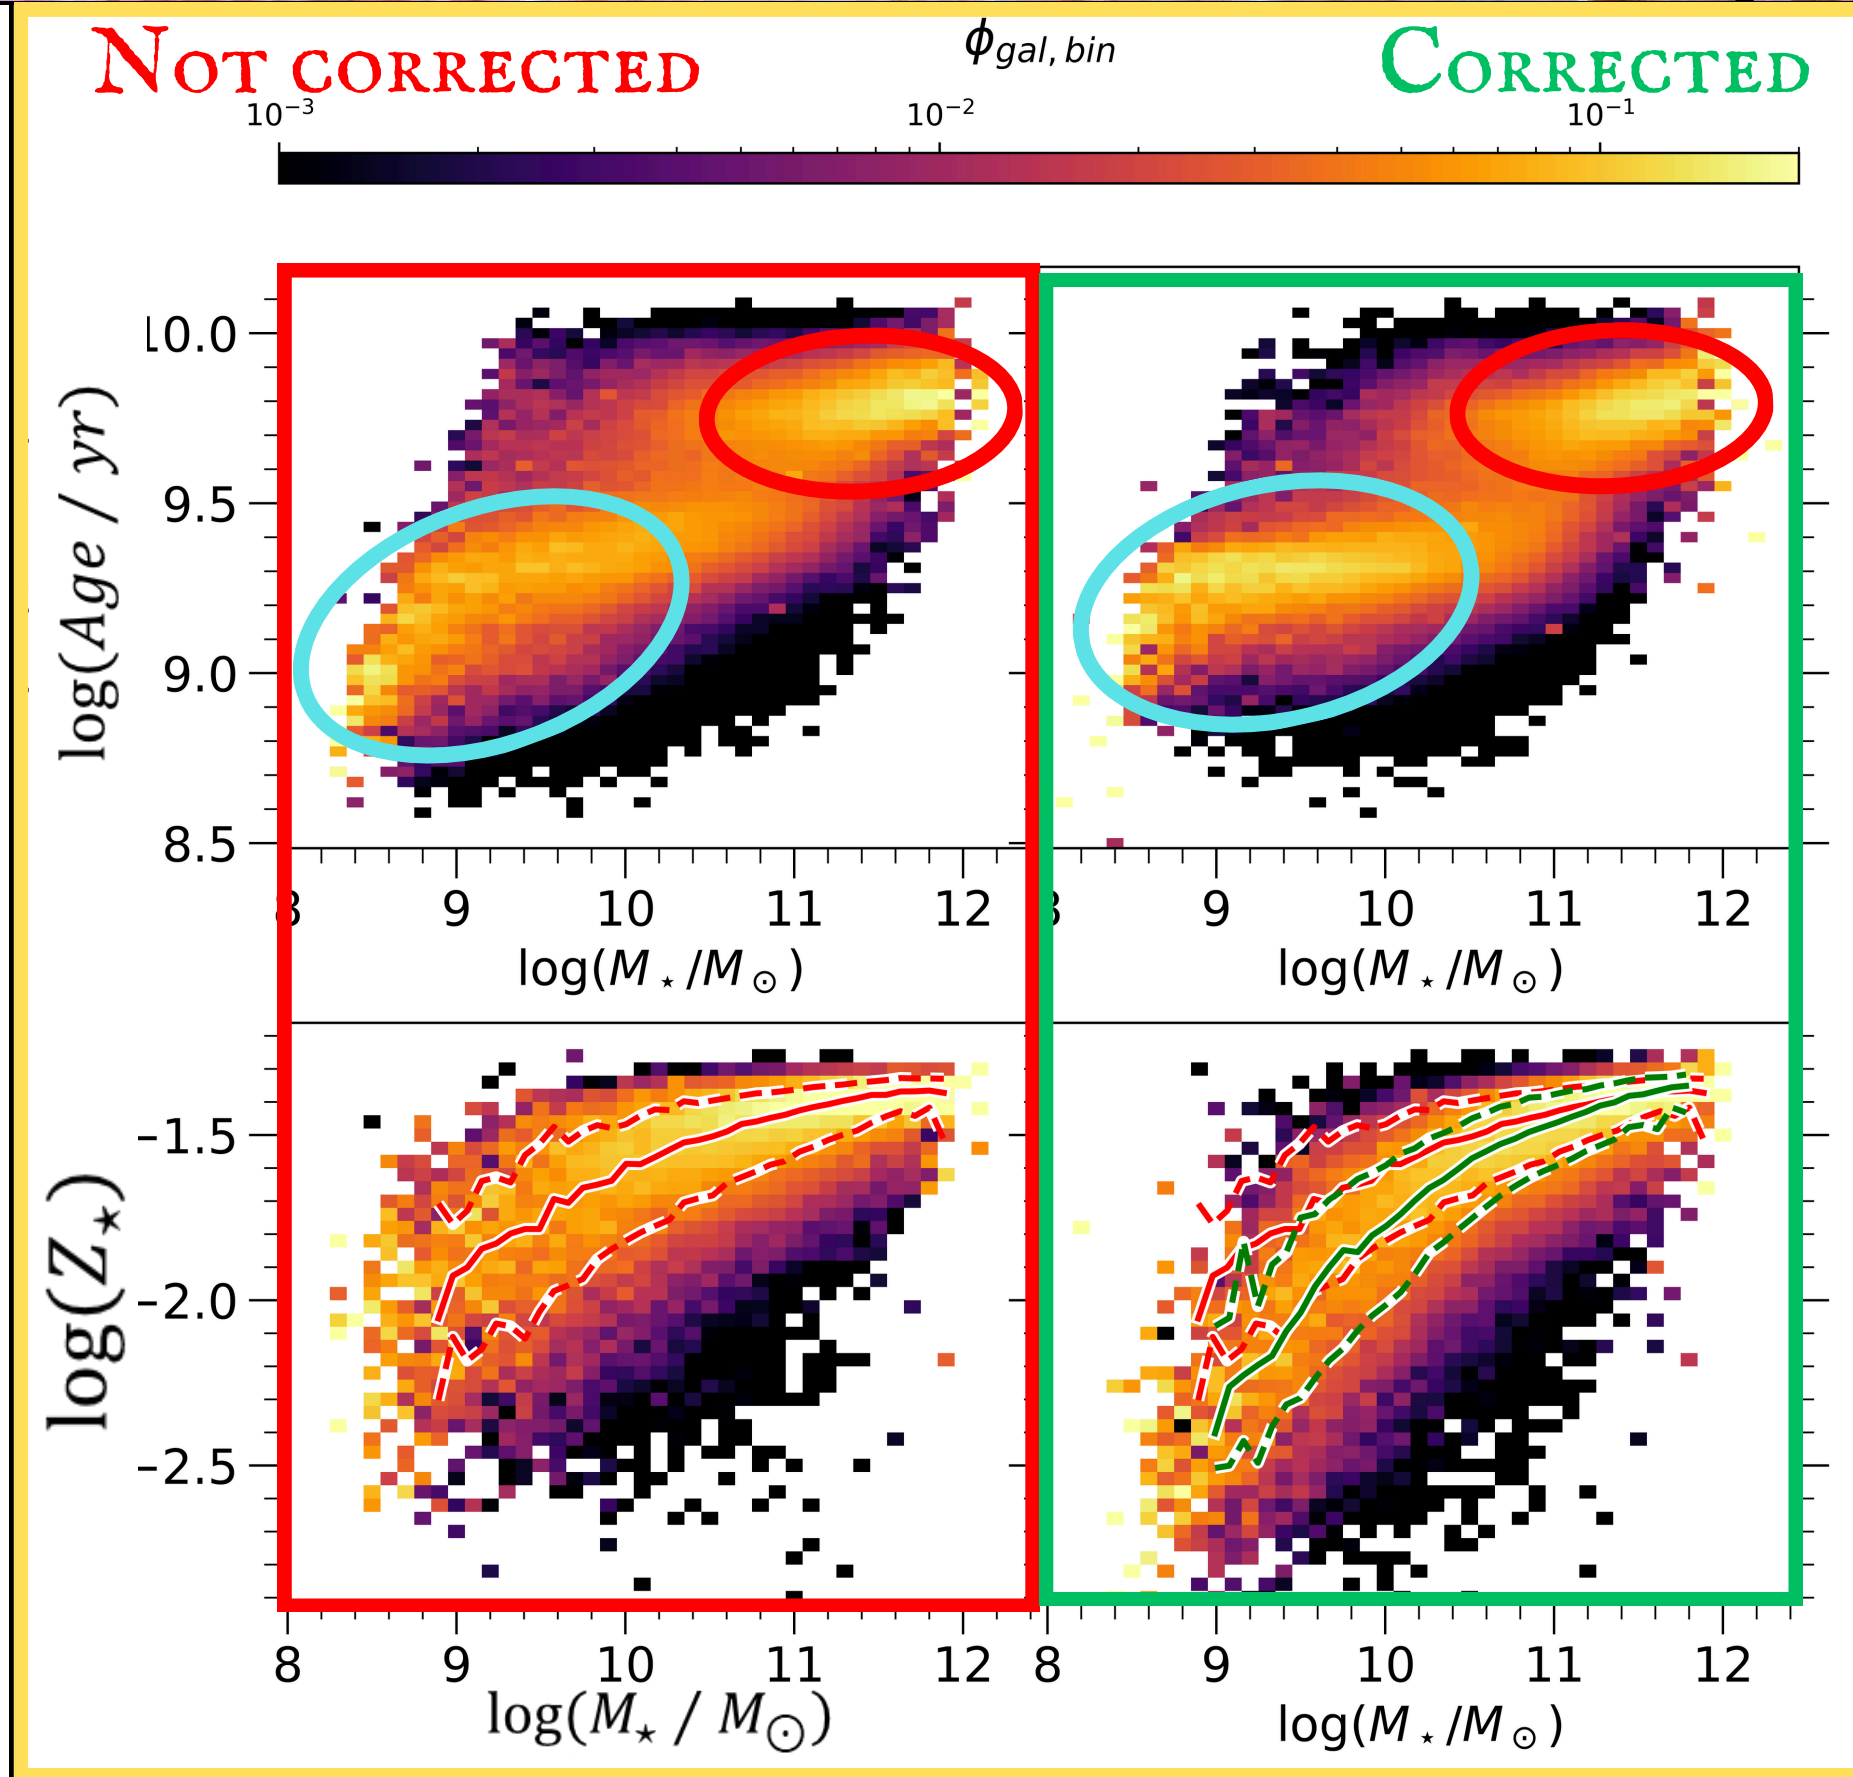 NOT CORRECTED
ϕgal, bin
CORRECTED
10⁻³ 10⁻² 10⁻¹
log(Age / yr)
10.0
9.5
9.0
8.5
8 9 10 11 12
8 9 10 11 12
log(M⋆/M⊙)
log(M⋆/M⊙)
log(Z⋆)
−1.5
−2.0
−2.5
8 9 10 11 12
8 9 10 11 12
log(M⋆ / M⊙)
log(M⋆/M⊙)